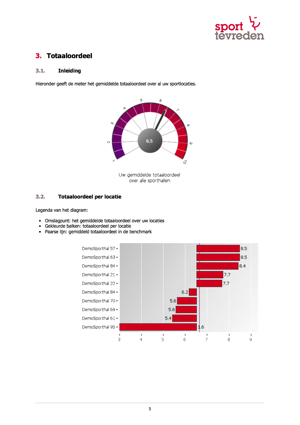 sport
tevreden
3. Totaaloordeel
3.1. Inleiding
Hieronder geeft de meter het gemiddelde totaaloordeel over al uw sportlocaties.
6.5
Uw gemiddelde totaaloordeel
over alle sporthallen
3.2. Totaaloordeel per locatie
Legenda van het diagram:
• Omslagpunt: het gemiddelde totaaloordeel over uw locaties
• Gekleurde balken: totaaloordeel per locatie
• Paarse lijn: gemiddeld totaaloordeel in de benchmark
DemoSporthal 57 8.5
DemoSporthal 63 8.5
DemoSporthal 84 8.4
DemoSporthal 21 7.7
DemoSporthal 22 7.7
DemoSporthal 84 6.2
DemoSporthal 70 5.6
DemoSporthal 69 5.6
DemoSporthal 61 5.4
DemoSporthal 95 1.6
3 4 5 6 7 8 9